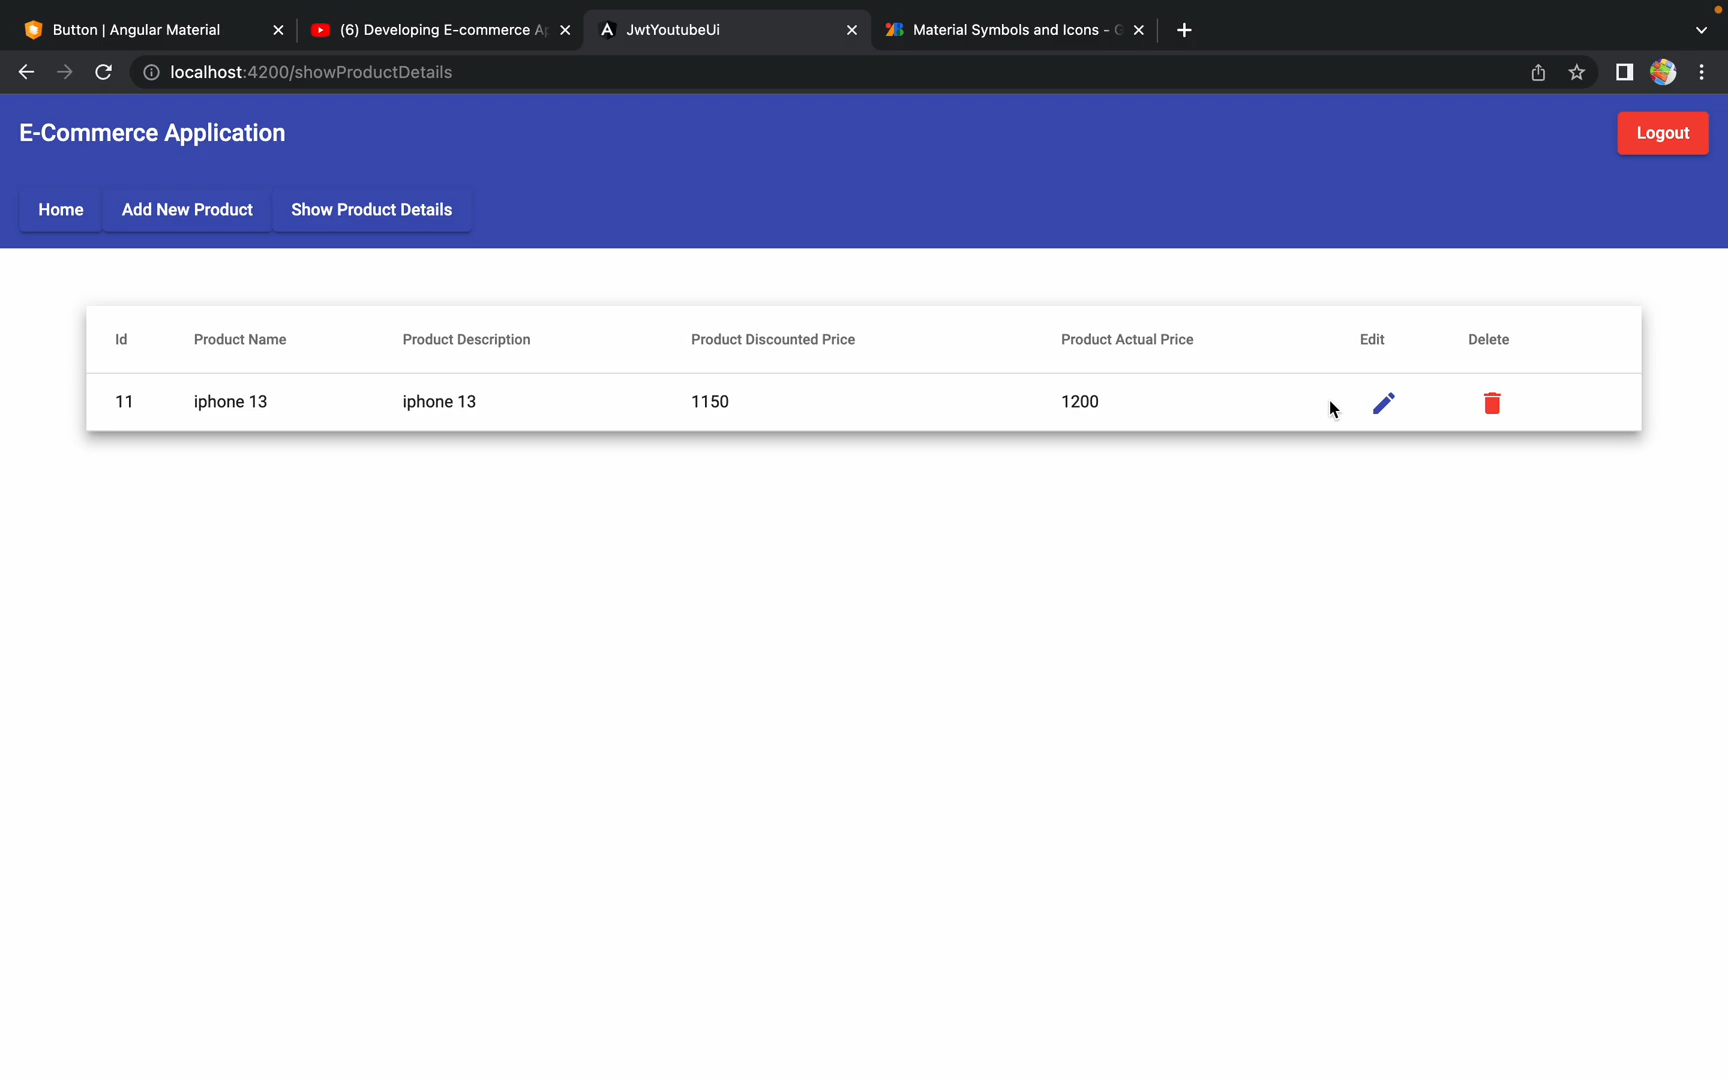 Button | Angular Material
(6) Developing E-commerce Ap
JwtYoutubeUi
Material Symbols and Icons - G
localhost:4200/showProductDetails
E-Commerce Application
Logout
Home Add New Product Show Product Details
Id Product Name Product Description Product Discounted Price Product Actual Price Edit Delete
11 iphone 13 iphone 13 1150 1200